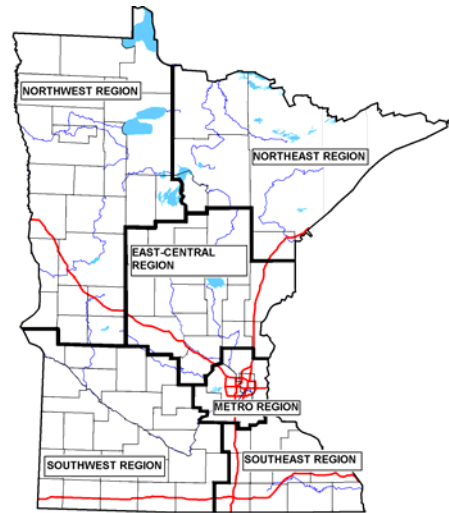 NORTHWEST REGION
NORTHEAST REGION
EAST-CENTRAL
REGION
METRO REGION
SOUTHWEST REGION
SOUTHEAST REGION